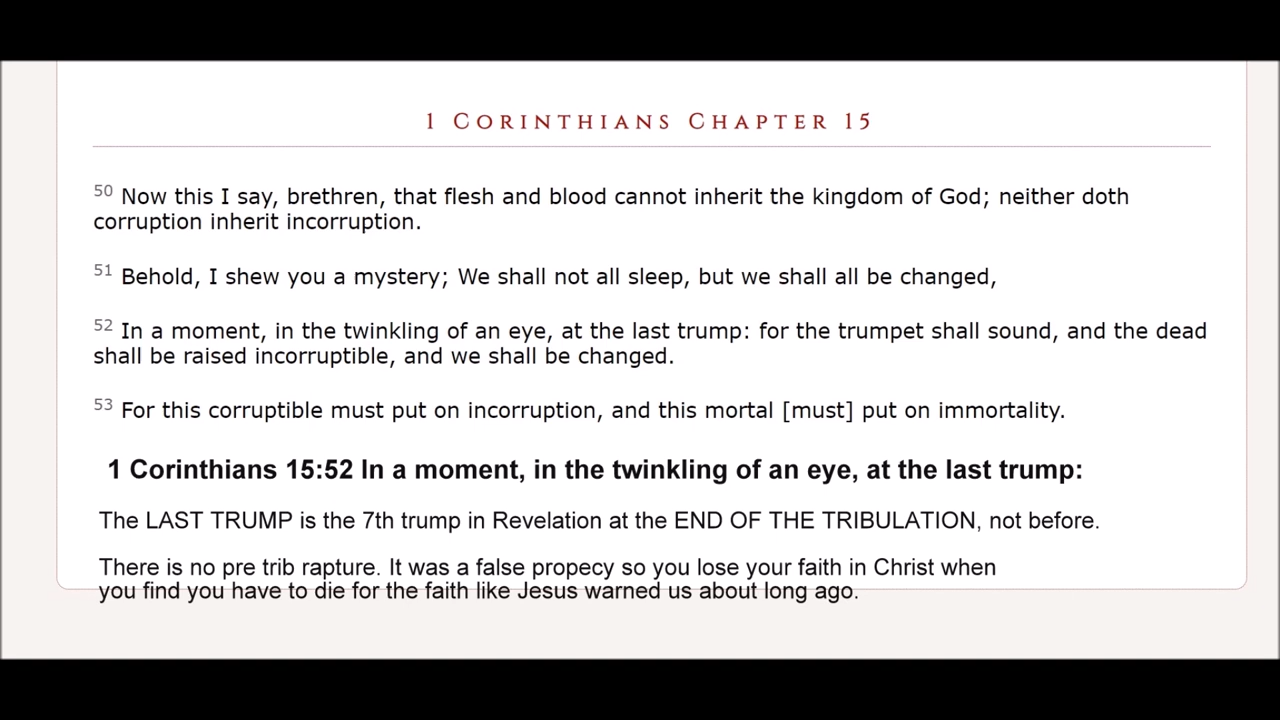 1 Corinthians Chapter 15
50 Now this I say, brethren, that flesh and blood cannot inherit the kingdom of God; neither doth
corruption inherit incorruption.
51 Behold, I shew you a mystery; We shall not all sleep, but we shall all be changed,
52 In a moment, in the twinkling of an eye, at the last trump: for the trumpet shall sound, and the dead
shall be raised incorruptible, and we shall be changed.
53 For this corruptible must put on incorruption, and this mortal [must] put on immortality.
1 Corinthians 15:52 In a moment, in the twinkling of an eye, at the last trump:
The LAST TRUMP is the 7th trump in Revelation at the END OF THE TRIBULATION, not before.
There is no pre trib rapture. It was a false propecy so you lose your faith in Christ when
you find you have to die for the faith like Jesus warned us about long ago.